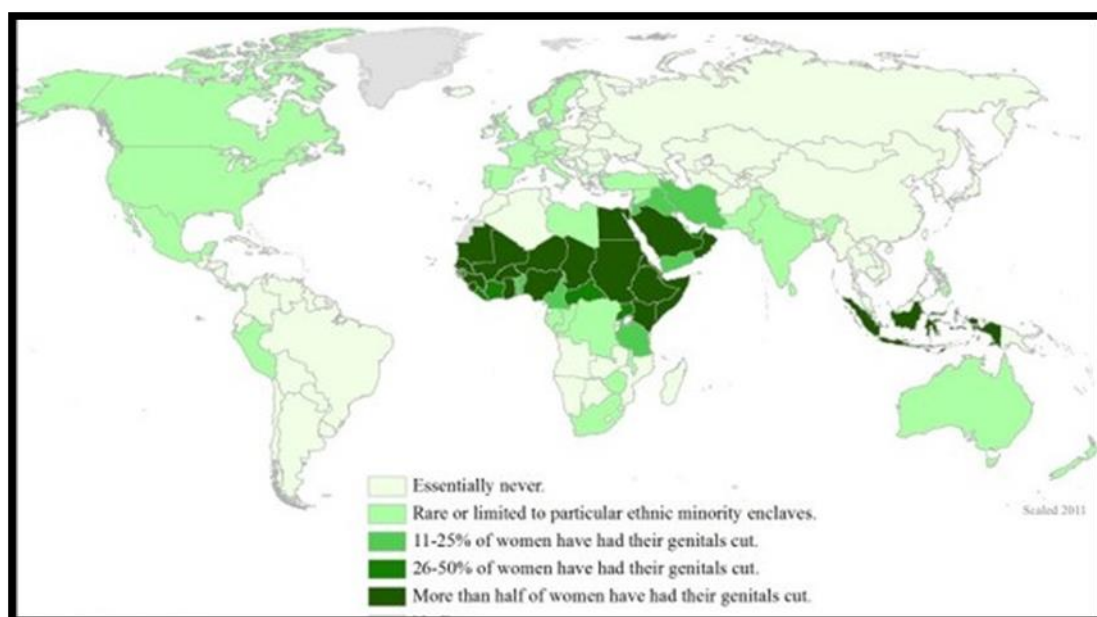 Essentially never.
Rare or limited to particular ethnic minority enclaves.
11-25% of women have had their genitals cut.
26-50% of women have had their genitals cut.
More than half of women have had their genitals cut.
Scaled 2011